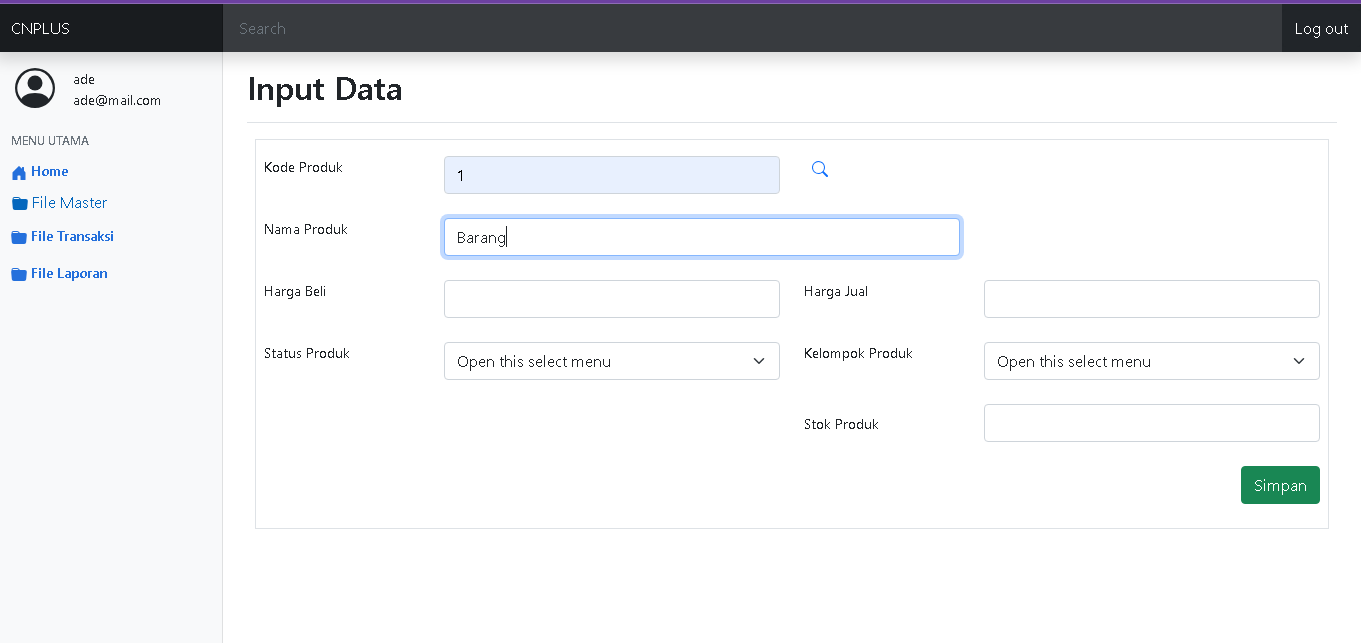 CNPLUS
Search
Log out
ade
ade@mail.com
MENU UTAMA
Home
File Master
File Transaksi
File Laporan
Input Data
Kode Produk
1
Nama Produk
Barang
Harga Beli
Harga Jual
Status Produk
Open this select menu
Kelompok Produk
Open this select menu
Stok Produk
Simpan